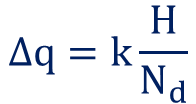 Δq = k H/N_d